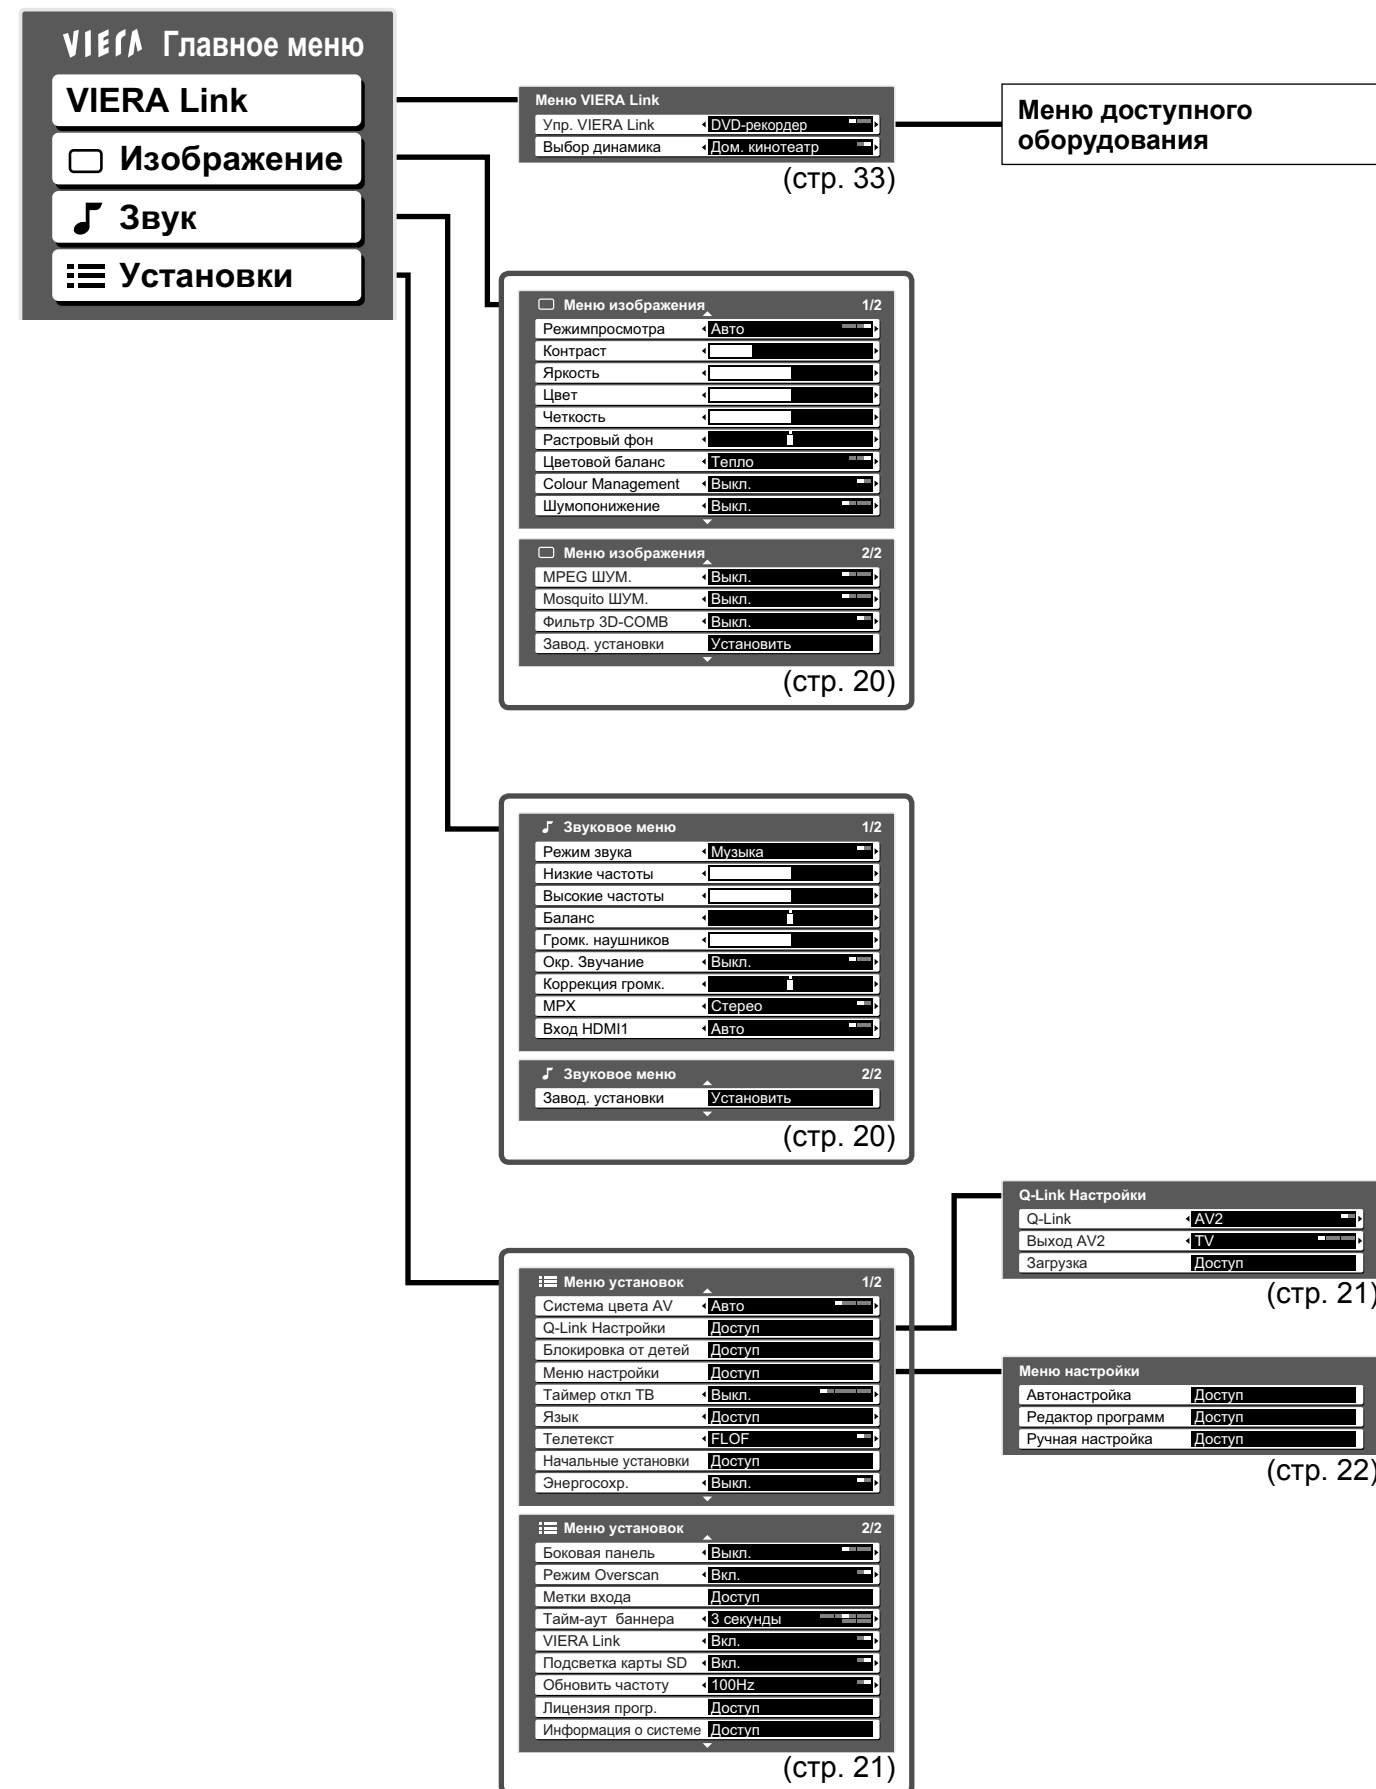 VIERA Главное меню
VIERA Link
Изображение
Звук
Установки
Меню VIERA Link
Упр. VIERA Link DVD-рекордер
Выбор динамика Дом. кинотеатр
(стр. 33)
Меню доступного
оборудования
Меню изображения 1/2
Режимпросмотра Авто
Контраст
Яркость
Цвет
Четкость
Растровый фон
Цветовой баланс Тепло
Colour Management Выкл.
Шумопонижение Выкл.
Меню изображения 2/2
MPEG ШУМ. Выкл.
Mosquito ШУМ. Выкл.
Фильтр 3D-COMB Выкл.
Завод. установки Установить
(стр. 20)
Звуковое меню 1/2
Режим звука Музыка
Низкие частоты
Высокие частоты
Баланс
Громк. наушников
Окр. Звучание Выкл.
Коррекция громк.
MPX Стерео
Вход HDMI1 Авто
Звуковое меню 2/2
Завод. установки Установить
(стр. 20)
Q-Link Настройки
Q-Link AV2
Выход AV2 TV
Загрузка Доступ
(стр. 21)
Меню установок 1/2
Система цвета AV Авто
Q-Link Настройки Доступ
Блокировка от детей Доступ
Меню настройки Доступ
Таймер откл ТВ Выкл.
Язык Доступ
Телетекст FLOF
Начальные установки Доступ
Энергосохр. Выкл.
Меню настройки
Автонастройка Доступ
Редактор программ Доступ
Ручная настройка Доступ
(стр. 22)
Меню установок 2/2
Боковая панель Выкл.
Режим Overscan Вкл.
Метки входа Доступ
Тайм-аут баннера 3 секунды
VIERA Link Вкл.
Подсветка карты SD Вкл.
Обновить частоту 100Hz
Лицензия прогр. Доступ
Информация о системе Доступ
(стр. 21)